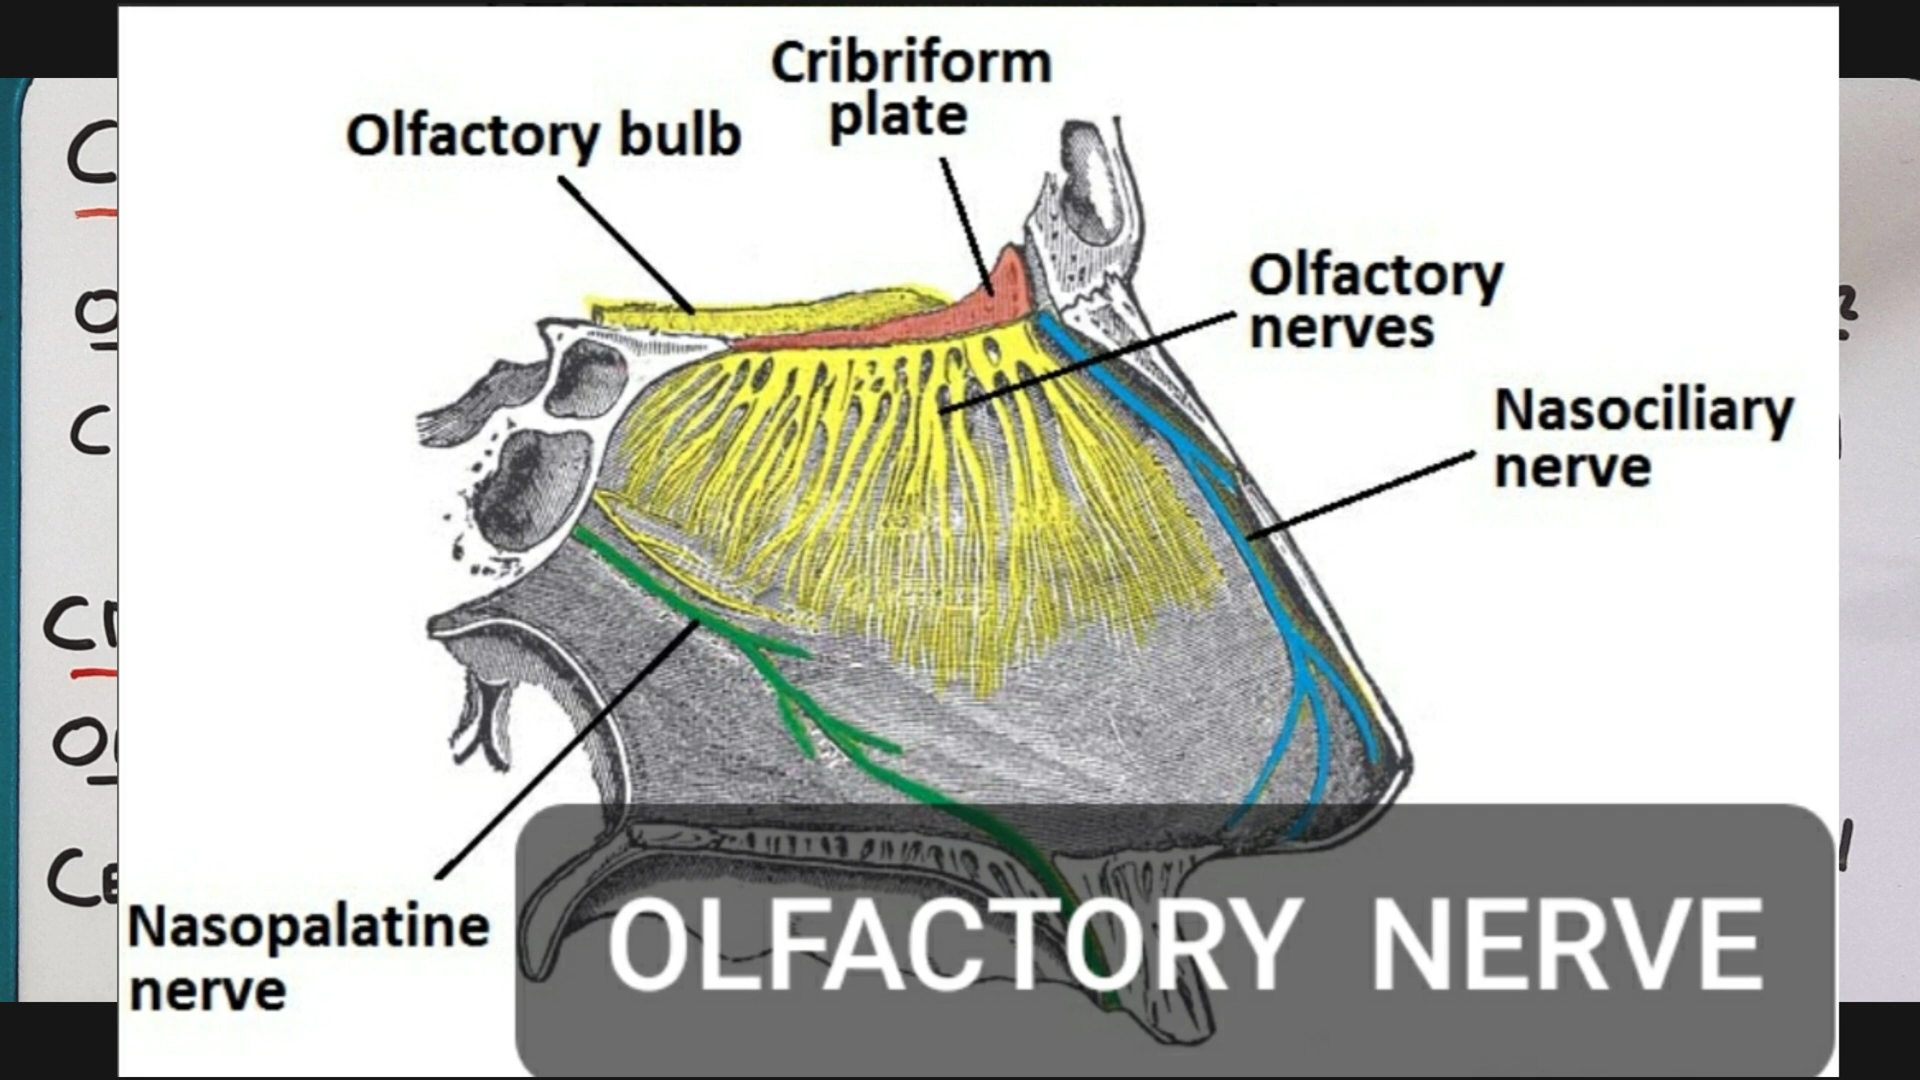 Cribriform
plate
Olfactory bulb
Olfactory
nerves
Nasociliary
nerve
Nasopalatine
nerve
OLFACTORY NERVE